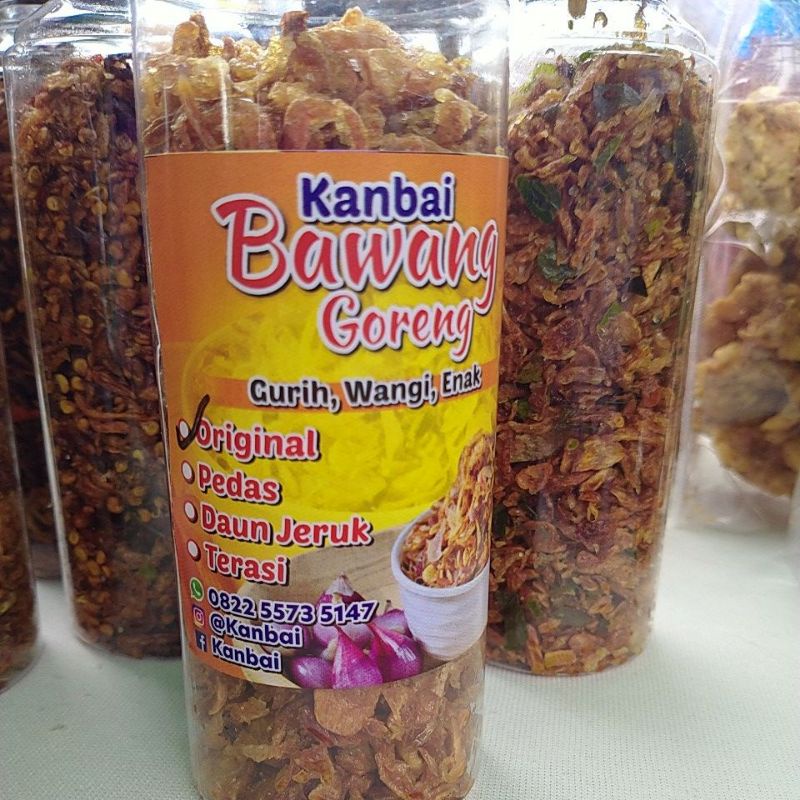 Kanbai
Bawang
Goreng
Gurih, Wangi, Enak
Original
Pedas
Daun Jeruk
Terasi
0822 5573 5147
@Kanbai
Kanbai